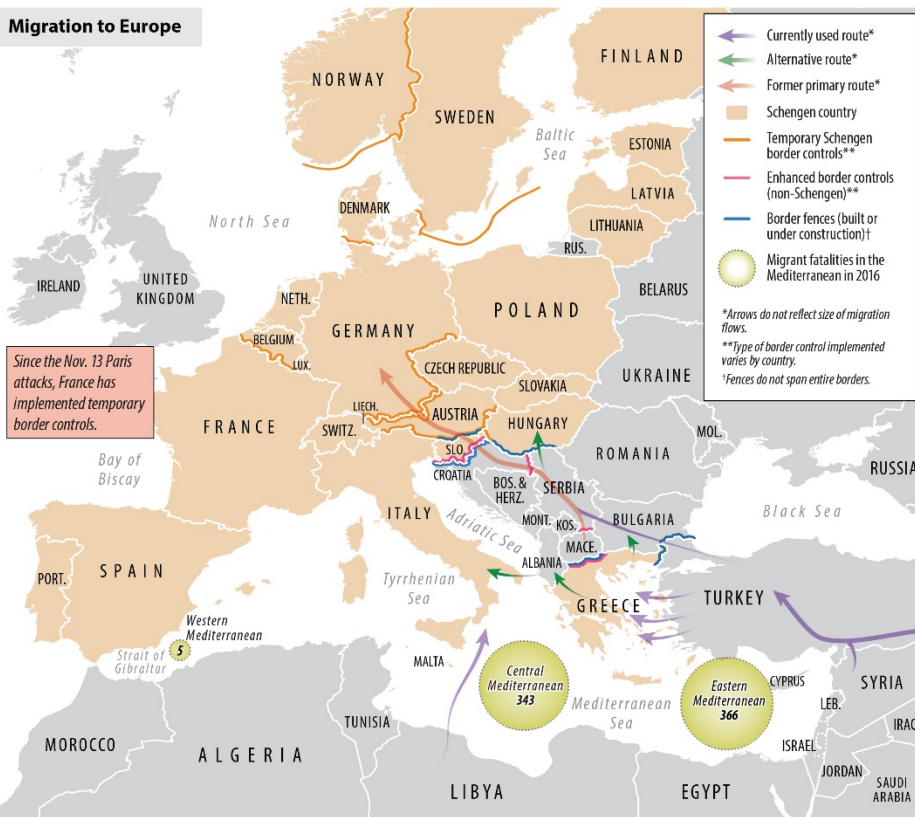 Migration to Europe
Currently used route*
Alternative route*
Former primary route*
Schengen country
Temporary Schengen
border controls**
Enhanced border controls
(non-Schengen)**
Border fences (built or
under construction)†
Migrant fatalities in the
Mediterranean in 2016
*Arrows do not reflect size of migration
flows.
**Type of border control implemented
varies by country.
†Fences do not span entire borders.
FINLAND
NORWAY
SWEDEN
Baltic
Sea
ESTONIA
LATVIA
North Sea
DENMARK
LITHUANIA
RUS.
IRELAND
UNITED
KINGDOM
NETH.
BELARUS
POLAND
GERMANY
BELGIUM
LUX.
CZECH REPUBLIC
UKRAINE
SLOVAKIA
Since the Nov. 13 Paris
attacks, France has
implemented temporary
border controls.
LIECH.
AUSTRIA
HUNGARY
FRANCE
SWITZ.
SLO.
MOL.
ROMANIA
CROATIA
RUSSIA
Bay of
Biscay
BOS. &
HERZ.
SERBIA
ITALY
Adriatic Sea
MONT.
KOS.
BULGARIA
Black Sea
MACE.
ALBANIA
PORT.
SPAIN
Tyrrhenian
Sea
GREECE
TURKEY
Western
Mediterranean
5
Strait of
Gibraltar
MALTA
Central
Mediterranean
343
Mediterranean
Sea
Eastern
Mediterranean
366
CYPRUS
SYRIA
LEB.
IRAQ
MOROCCO
ALGERIA
TUNISIA
ISRAEL
JORDAN
LIBYA
EGYPT
SAUDI
ARABIA